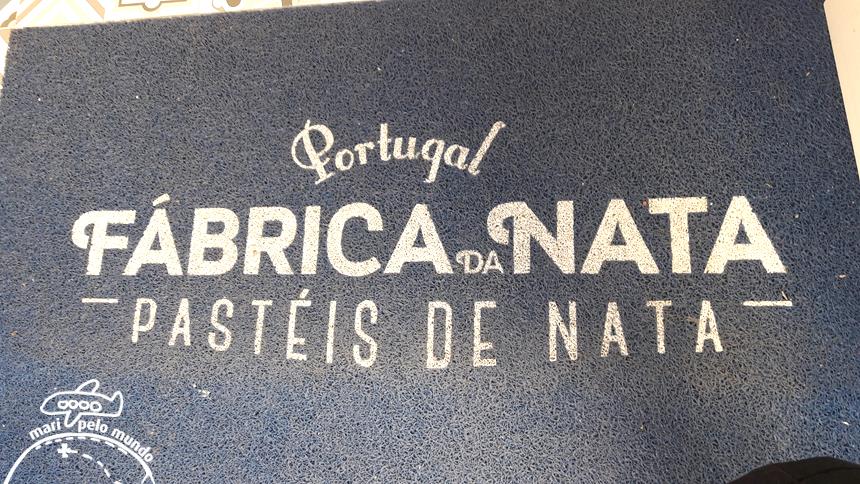 Portugal
FÁBRICA DA NATA
PASTÉIS DE NATA
mari pelo mundo